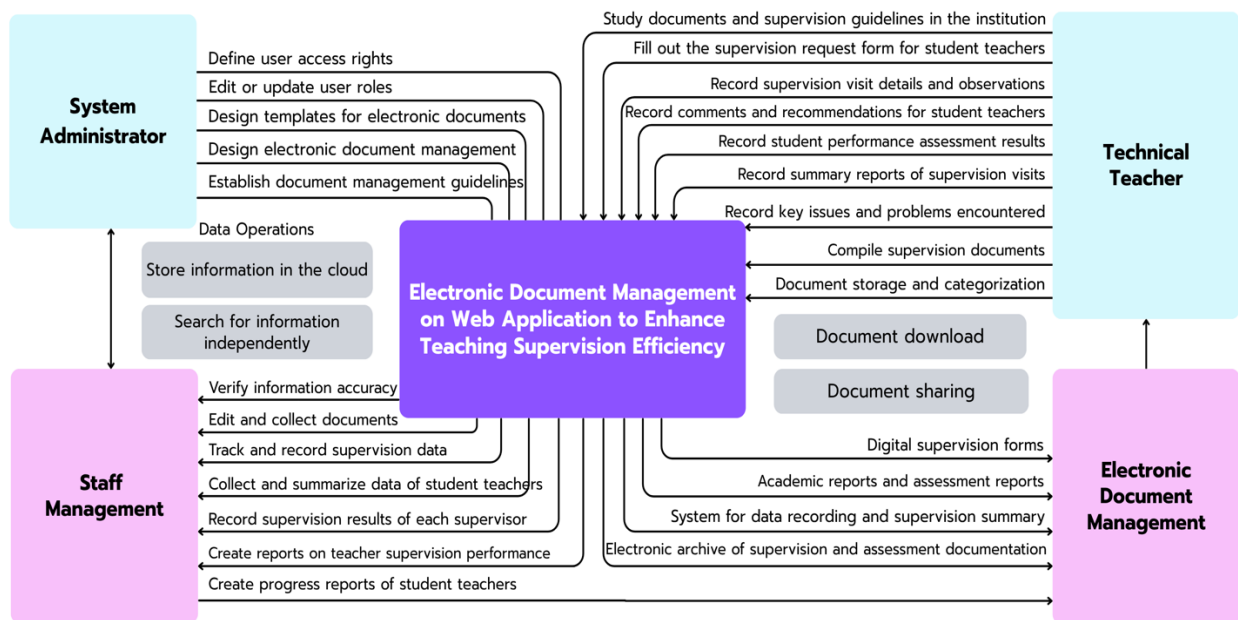 System
Administrator
Define user access rights
Edit or update user roles
Design templates for electronic documents
Design electronic document management
Establish document management guidelines
Study documents and supervision guidelines in the institution
Fill out the supervision request form for student teachers
Record supervision visit details and observations
Record comments and recommendations for student teachers
Record student performance assessment results
Record summary reports of supervision visits
Record key issues and problems encountered
Compile supervision documents
Document storage and categorization
Technical
Teacher
Data Operations
Store information in the cloud
Search for information
independently
Electronic Document Management
on Web Application to Enhance
Teaching Supervision Efficiency
Document download
Document sharing
Staff
Management
Verify information accuracy
Edit and collect documents
Track and record supervision data
Collect and summarize data of student teachers
Record supervision results of each supervisor
Create reports on teacher supervision performance
Create progress reports of student teachers
Digital supervision forms
Academic reports and assessment reports
System for data recording and supervision summary
Electronic archive of supervision and assessment documentation
Electronic
Document
Management